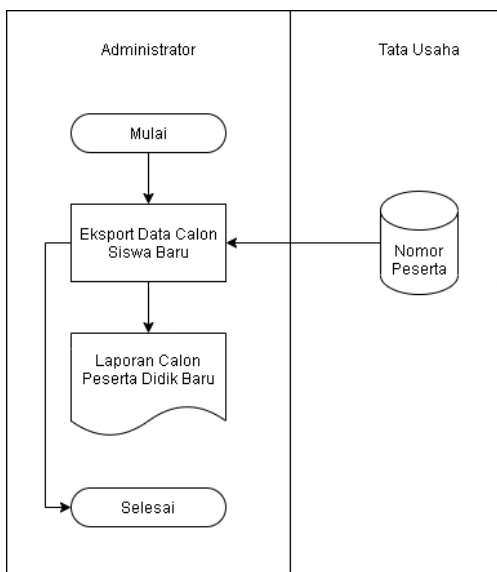 Administrator
Tata Usaha
Mulai
Eksport Data Calon
Siswa Baru
Nomor
Peserta
Laporan Calon
Peserta Didik Baru
Selesai